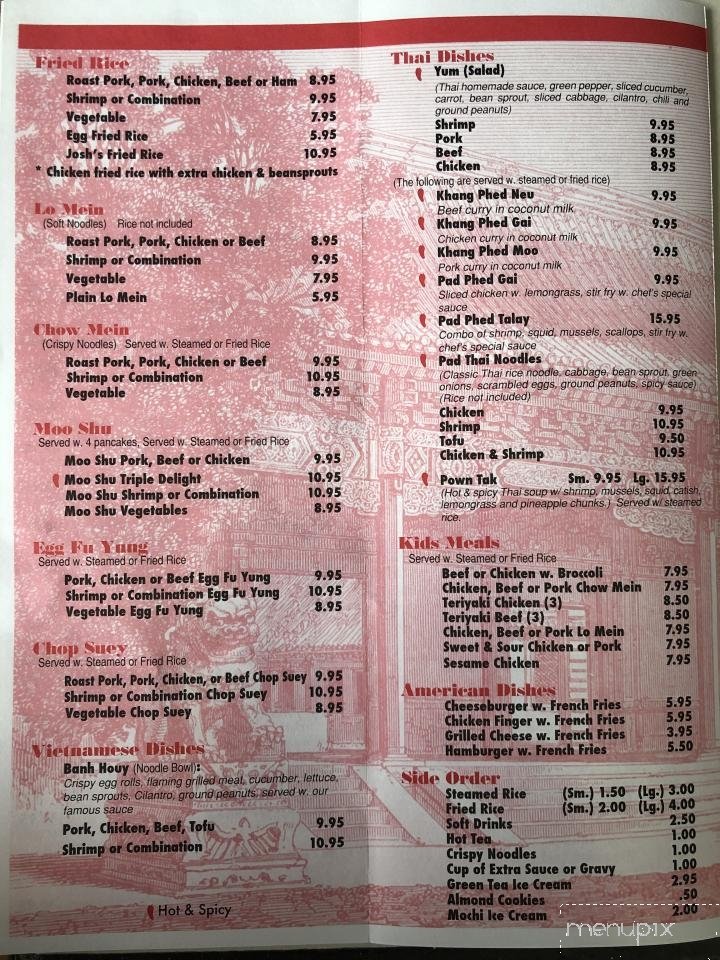 Fried Rice
Roast Pork, Pork, Chicken, Beef or Ham 8.95
Shrimp or Combination 9.95
Vegetable 7.95
Egg Fried Rice 5.95
Josh's Fried Rice 10.95
* Chicken fried rice with extra chicken & beansprouts
Lo Mein
(Soft Noodles) Rice not included
Roast Pork, Pork, Chicken or Beef 8.95
Shrimp or Combination 9.95
Vegetable 7.95
Plain Lo Mein 5.95
Chow Mein
(Crispy Noodles) Served w. Steamed or Fried Rice
Roast Pork, Pork, Chicken or Beef 9.95
Shrimp or Combination 10.95
Vegetable 8.95
Moo Shu
Served w. 4 pancakes, Served w. Steamed or Fried Rice
Moo Shu Pork, Beef or Chicken 9.95
Moo Shu Triple Delight 10.95
Moo Shu Shrimp or Combination 10.95
Moo Shu Vegetables 8.95
Egg Fu Yung
Served w. Steamed or Fried Rice
Pork, Chicken or Beef Egg Fu Yung 9.95
Shrimp or Combination Egg Fu Yung 10.95
Vegetable Egg Fu Yung 8.95
Chop Suey
Served w. Steamed or Fried Rice
Roast Pork, Pork, Chicken, or Beef Chop Suey 9.95
Shrimp or Combination Chop Suey 10.95
Vegetable Chop Suey 8.95
Vietnamese Dishes
Banh Houy (Noodle Bowl):
Crispy egg rolls, flaming grilled meat, cucumber, lettuce,
bean sprouts, Cilantro, ground peanuts, served w. our
famous sauce
Pork, Chicken, Beef, Tofu 9.95
Shrimp or Combination 10.95
Hot & Spicy
Thai Dishes
Yum (Salad)
(Thai homemade sauce, green pepper, sliced cucumber,
carrot, bean sprout, sliced cabbage, cilantro, chili and
ground peanuts)
Shrimp 9.95
Pork 8.95
Beef 8.95
Chicken 8.95
(The following are served w. steamed or fried rice)
Khang Phed Neu 9.95
Beef curry in coconut milk
Khang Phed Gai 9.95
Chicken curry in coconut milk
Khang Phed Moo 9.95
Pork curry in coconut milk
Pad Phed Gai 9.95
Sliced chicken w. lemongrass, stir fry w. chef's special
sauce
Pad Phed Talay 15.95
Combo of shrimp, squid, mussels, scallops, stir fry w.
chef's special sauce
Pad Thai Noodles
(Classic Thai rice noodle, cabbage, bean sprout, green
onions, scrambled eggs, ground peanuts, spicy sauce)
(Rice not included)
Chicken 9.95
Shrimp 10.95
Tofu 9.50
Chicken & Shrimp 10.95
Pown Tak Sm. 9.95 Lg. 15.95
(Hot & spicy Thai soup w/ shrimp, mussels, squid, catish,
lemongrass and pineapple chunks.) Served w/ steamed
rice.
Kids Meals
Served w. Steamed or Fried Rice
Beef or Chicken w. Broccoli 7.95
Chicken, Beef or Pork Chow Mein 7.95
Teriyaki Chicken (3) 8.50
Teriyaki Beef (3) 8.50
Chicken, Beef or Pork Lo Mein 7.95
Sweet & Sour Chicken or Pork 7.95
Sesame Chicken 7.95
American Dishes
Cheeseburger w. French Fries 5.95
Chicken Finger w. French Fries 5.95
Grilled Cheese w. French Fries 3.95
Hamburger w. French Fries 5.50
Side Order
Steamed Rice (Sm.) 1.50 (Lg.) 3.00
Fried Rice (Sm.) 2.00 (Lg.) 4.00
Soft Drinks 2.50
Hot Tea 1.00
Crispy Noodles 1.00
Cup of Extra Sauce or Gravy 1.00
Green Tea Ice Cream 2.95
Almond Cookies .50
Mochi Ice Cream 2.00
menupix